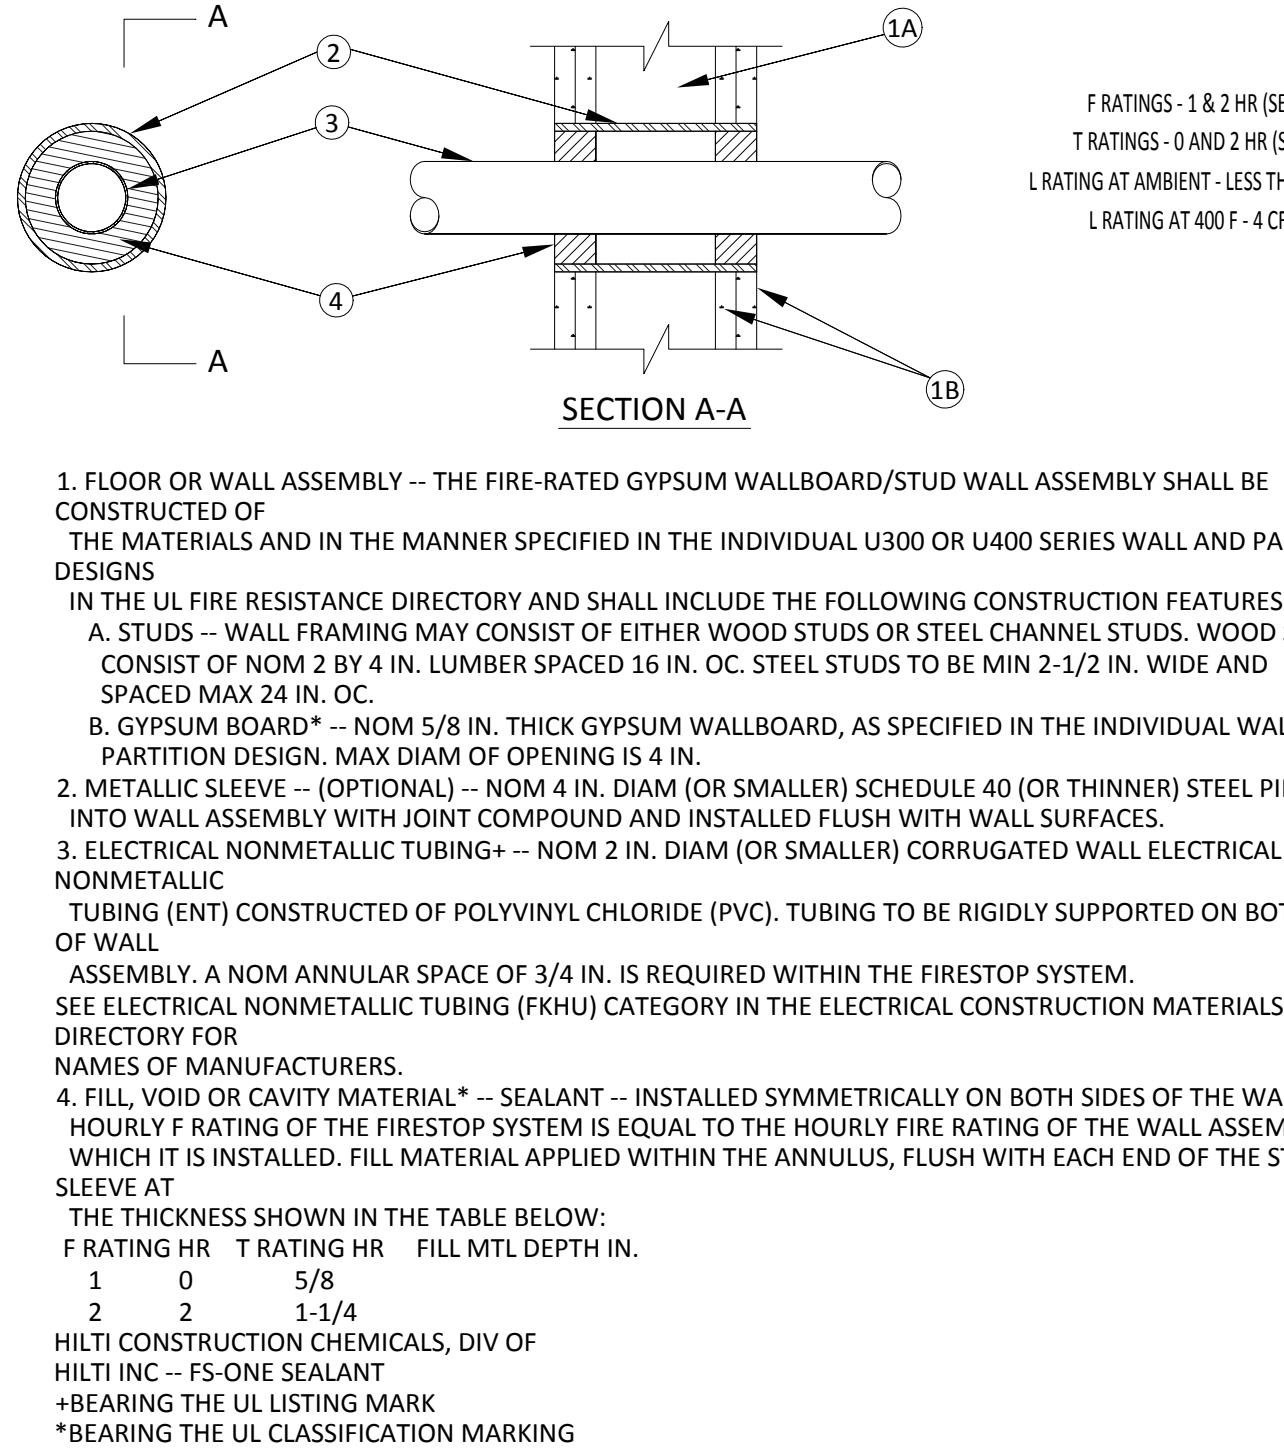 A
2
1A
3
F RATINGS - 1 & 2 HR
T RATINGS - 0 AND 2 HR
L RATING AT AMBIENT - LESS
L RATING AT 400 F - 4
4
A
1B
SECTION A-A
1. FLOOR OR WALL ASSEMBLY -- THE FIRE-RATED GYPSUM WALLBOARD/STUD WALL ASSEMBLY SHALL BE
CONSTRUCTED OF
THE MATERIALS AND IN THE MANNER SPECIFIED IN THE INDIVIDUAL U300 OR U400 SERIES WALL AND
DESIGNS
IN THE UL FIRE RESISTANCE DIRECTORY AND SHALL INCLUDE THE FOLLOWING CONSTRUCTION FEATURES
A. STUDS -- WALL FRAMING MAY CONSIST OF EITHER WOOD STUDS OR STEEL CHANNEL STUDS. WOOD
CONSIST OF NOM 2 BY 4 IN. LUMBER SPACED 16 IN. OC. STEEL STUDS TO BE MIN 2-1/2 IN. WIDE AND
SPACED MAX 24 IN. OC.
B. GYPSUM BOARD* -- NOM 5/8 IN. THICK GYPSUM WALLBOARD, AS SPECIFIED IN THE INDIVIDUAL
PARTITION DESIGN. MAX DIAM OF OPENING IS 4 IN.
2. METALLIC SLEEVE -- (OPTIONAL) -- NOM 4 IN. DIAM (OR SMALLER) SCHEDULE 40 (OR THINNER) STEEL
INTO WALL ASSEMBLY WITH JOINT COMPOUND AND INSTALLED FLUSH WITH WALL SURFACES.
3. ELECTRICAL NONMETALLIC TUBING+ -- NOM 2 IN. DIAM (OR SMALLER) CORRUGATED WALL ELECTRICAL
NONMETALLIC
TUBING (ENT) CONSTRUCTED OF POLYVINYL CHLORIDE (PVC). TUBING TO BE RIGIDLY SUPPORTED ON
OF WALL
ASSEMBLY. A NOM ANNULAR SPACE OF 3/4 IN. IS REQUIRED WITHIN THE FIRESTOP SYSTEM.
SEE ELECTRICAL NONMETALLIC TUBING (FKHU) CATEGORY IN THE ELECTRICAL CONSTRUCTION MATERIALS
DIRECTORY FOR
NAMES OF MANUFACTURERS.
4. FILL, VOID OR CAVITY MATERIAL* -- SEALANT -- INSTALLED SYMMETRICALLY ON BOTH SIDES OF THE
HOURLY F RATING OF THE FIRESTOP SYSTEM IS EQUAL TO THE HOURLY FIRE RATING OF THE WALL
WHICH IT IS INSTALLED. FILL MATERIAL APPLIED WITHIN THE ANNULUS, FLUSH WITH EACH END OF THE
SLEEVE AT
THE THICKNESS SHOWN IN THE TABLE BELOW:
F RATING HR T RATING HR FILL MTL DEPTH IN.
1 0 5/8
2 2 1-1/4
HILTI CONSTRUCTION CHEMICALS, DIV OF
HILTI INC -- FS-ONE SEALANT
+BEARING THE UL LISTING MARK
*BEARING THE UL CLASSIFICATION MARKING